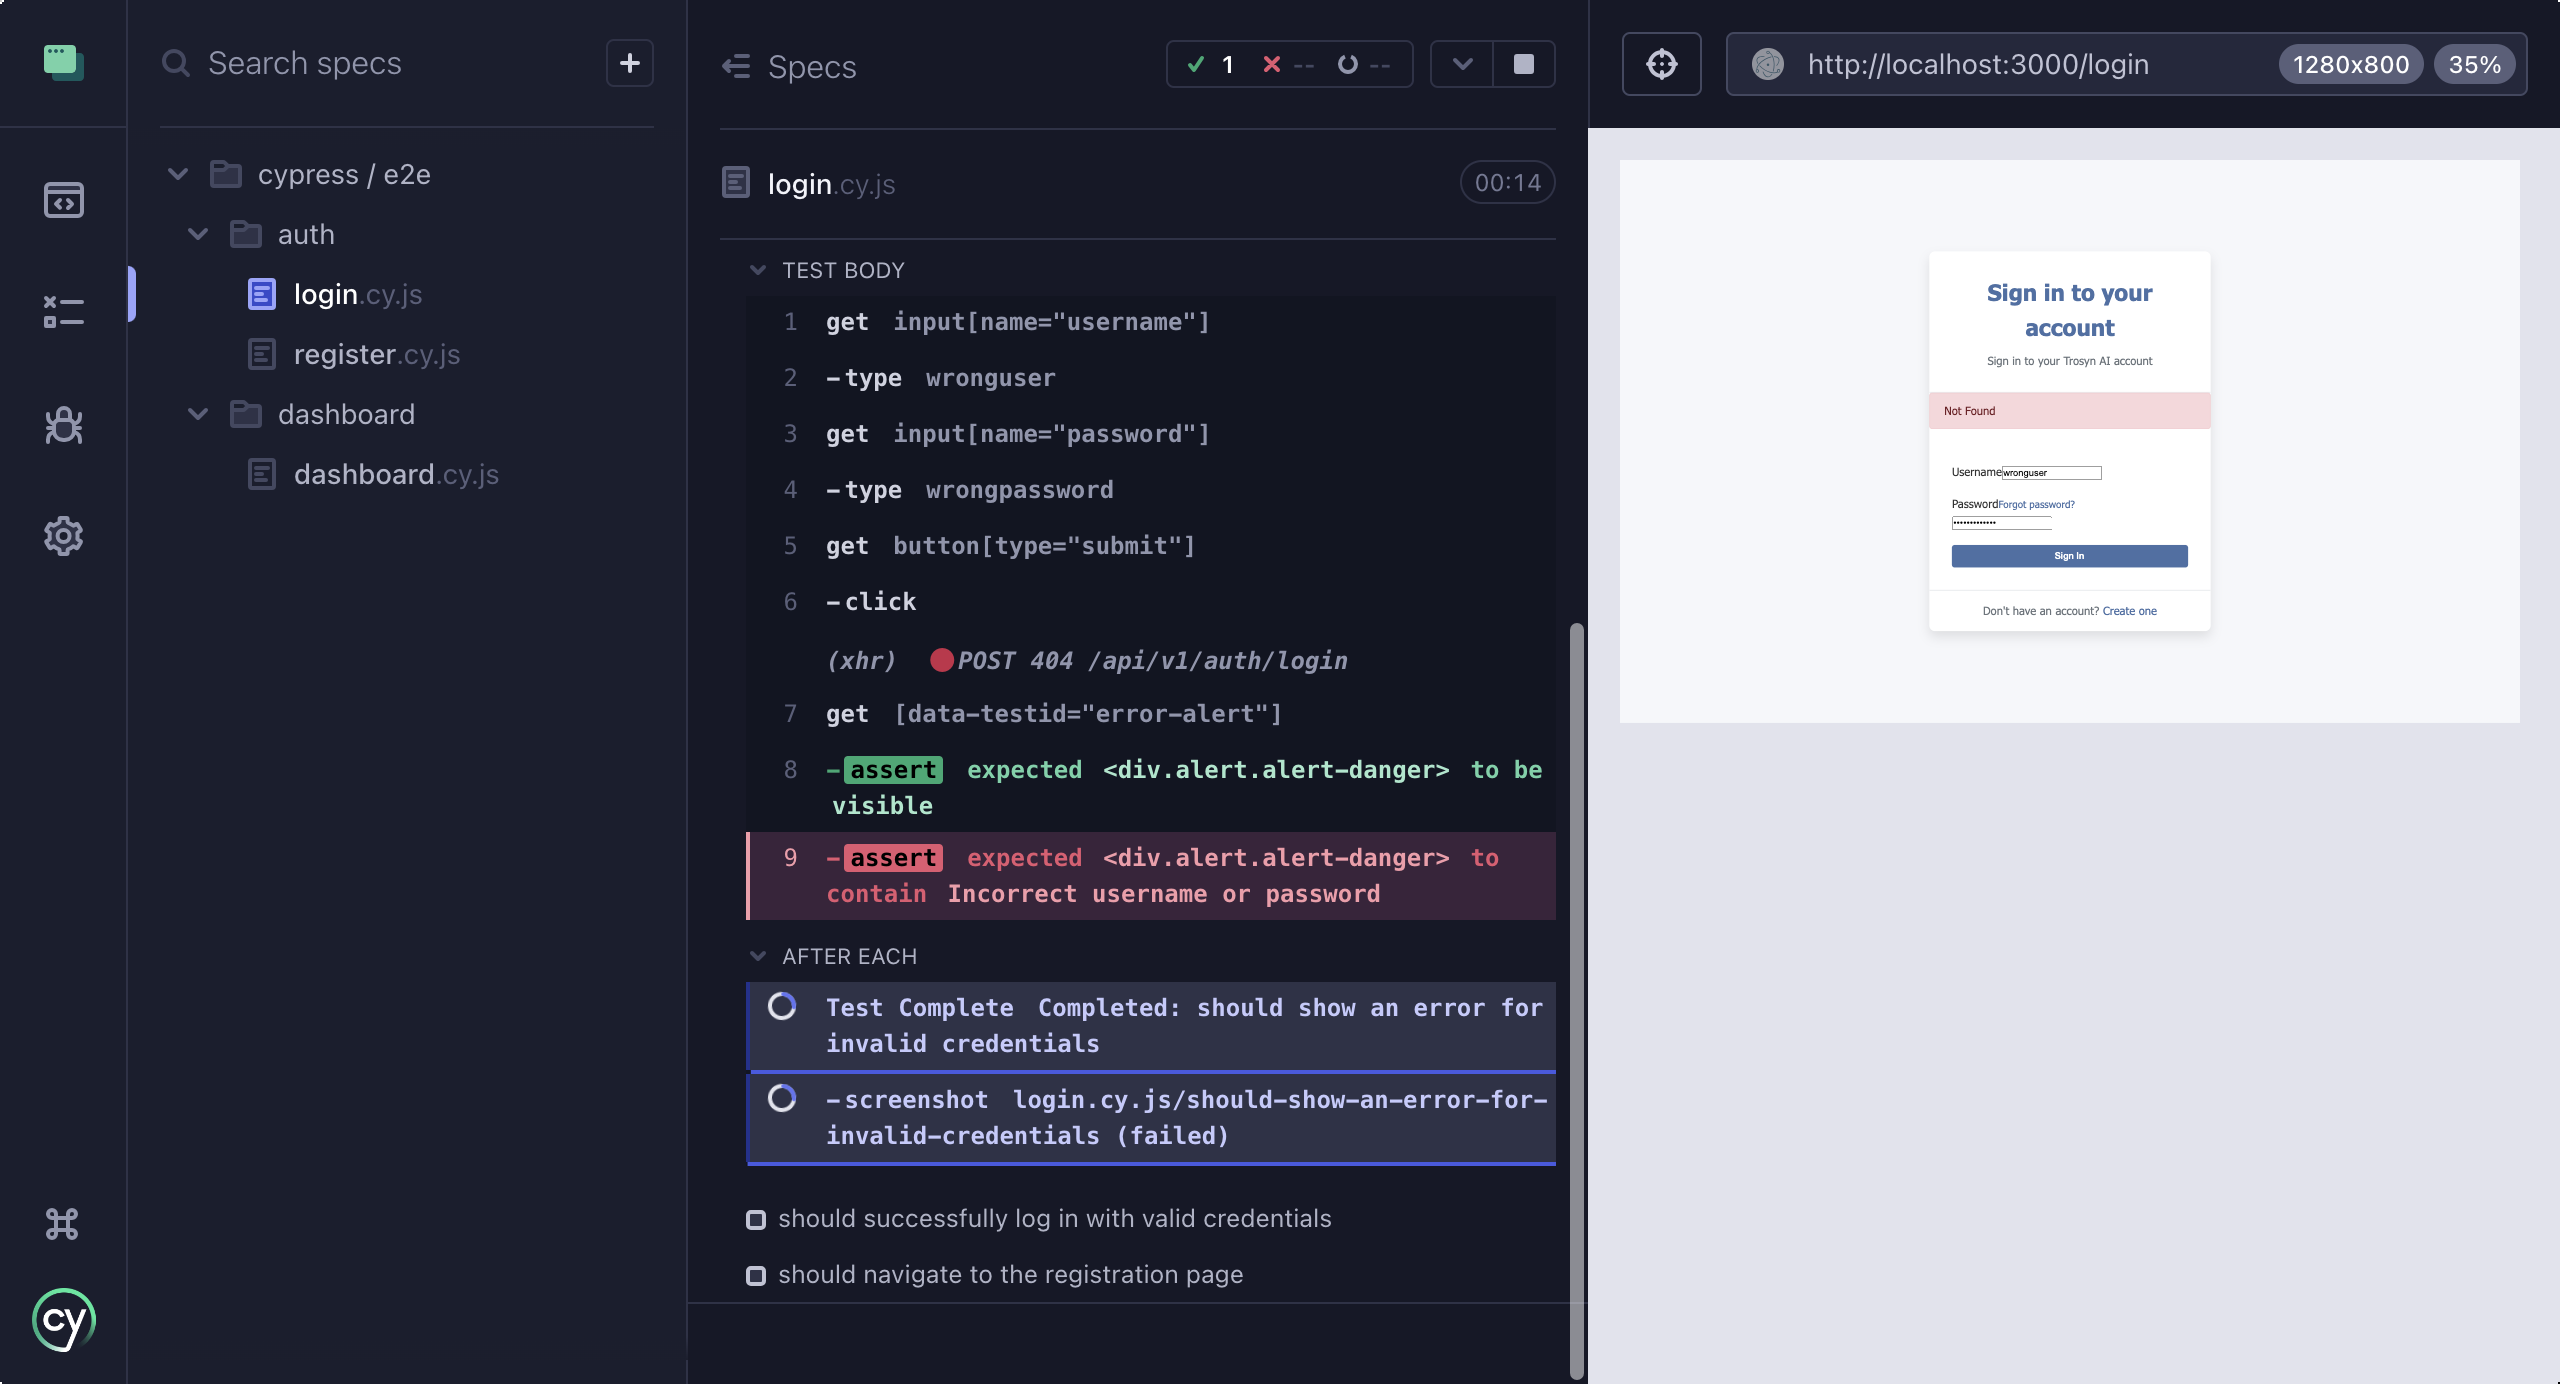 Search specs
+
cypress / e2e
auth
login.cy.js
register.cy.js
dashboard
dashboard.cy.js
cy
Specs
1 -- --
login.cy.js
00:14
TEST BODY
1 get input[name="username"]
2 -type wronguser
3 get input[name="password"]
4 -type wrongpassword
5 get button[type="submit"]
6 -click
(xhr) POST 404 /api/v1/auth/login
7 get [data-testid="error-alert"]
8 -assert expected <div.alert.alert-danger> to be
visible
9 -assert expected <div.alert.alert-danger> to
contain Incorrect username or password
AFTER EACH
Test Complete Completed: should show an error for
invalid credentials
-screenshot login.cy.js/should-show-an-error-for-
invalid-credentials (failed)
should successfully log in with valid credentials
should navigate to the registration page
http://localhost:3000/login
1280x800
35%
Sign in to your
account
Sign in to your Trosyn AI account
Not Found
Username wronguser
Password Forgot password?
•••••••••••••
Sign In
Don't have an account? Create one